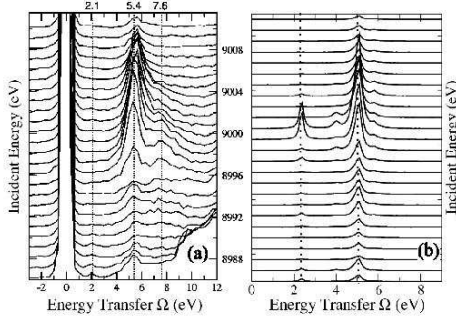 2.1 5.4 7.6
Incident Energy (eV)
9008
9004
9000
8996
8992
8988
(a)
-2 0 2 4 6 8 10 12
Energy Transfer Ω (eV)
Incident Energy (eV)
(b)
0 2 4 6 8
Energy Transfer Ω (eV)